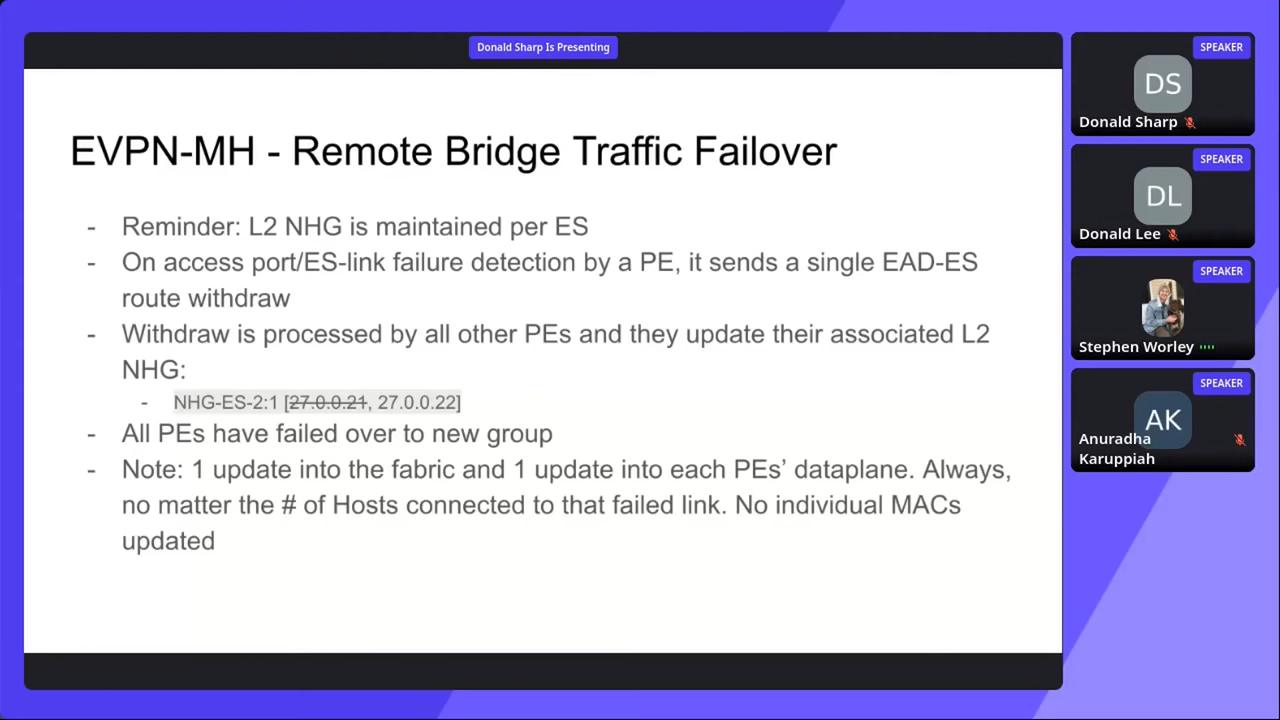 Donald Sharp Is Presenting
EVPN-MH - Remote Bridge Traffic Failover
- Reminder: L2 NHG is maintained per ES
- On access port/ES-link failure detection by a PE, it sends a single EAD-ES
route withdraw
- Withdraw is processed by all other PEs and they update their associated L2
NHG:
- NHG-ES-2:1 [27.0.0.21, 27.0.0.22]
- All PEs have failed over to new group
- Note: 1 update into the fabric and 1 update into each PEs’ dataplane. Always,
no matter the # of Hosts connected to that failed link. No individual MACs
updated
SPEAKER
DS
Donald Sharp
SPEAKER
DL
Donald Lee
SPEAKER
Stephen Worley
SPEAKER
AK
Anuradha
Karuppiah